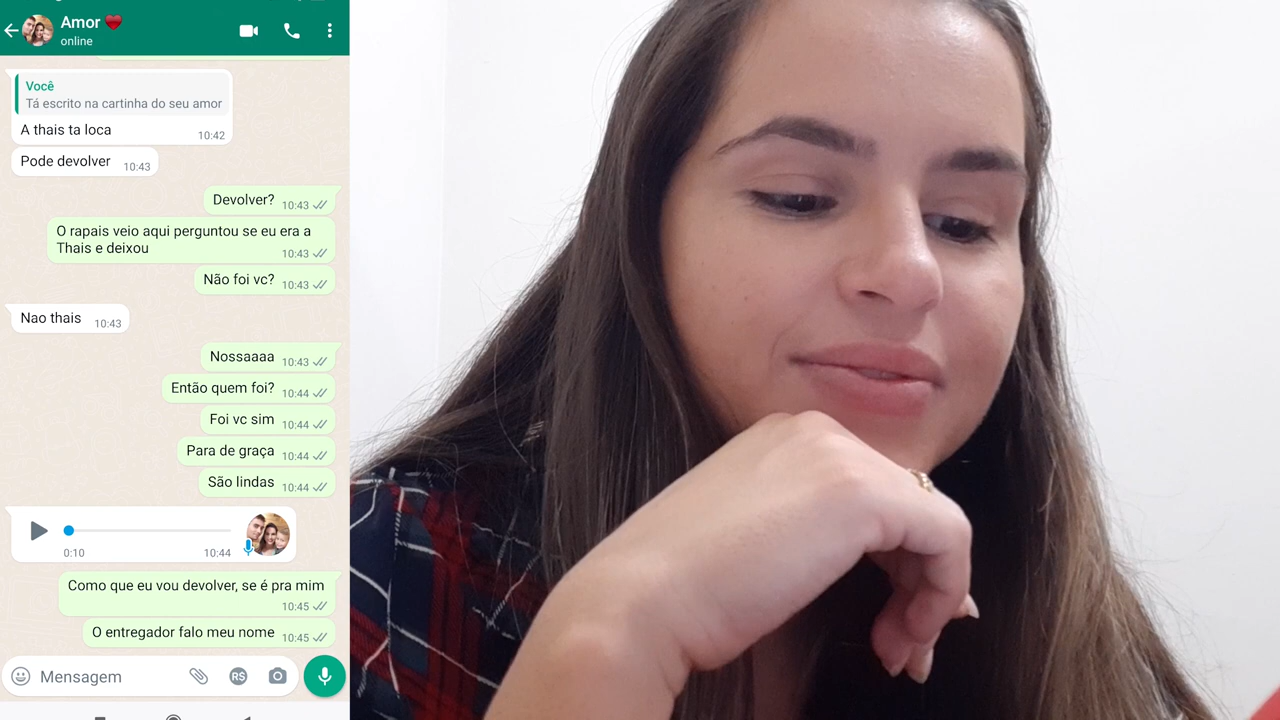 Amor
online
Você
Tá escrito na cartinha do seu amor
A thais ta loca
10:42
Pode devolver
10:43
Devolver?
10:43
O rapais veio aqui perguntou se eu era a
Thais e deixou
10:43
Não foi vc?
10:43
Nao thais
10:43
Nossaaaa
10:43
Então quem foi?
10:44
Foi vc sim
10:44
Para de graça
10:44
São lindas
10:44
0:10
10:44
Como que eu vou devolver, se é pra mim
10:45
O entregador falo meu nome
10:45
Mensagem
R$